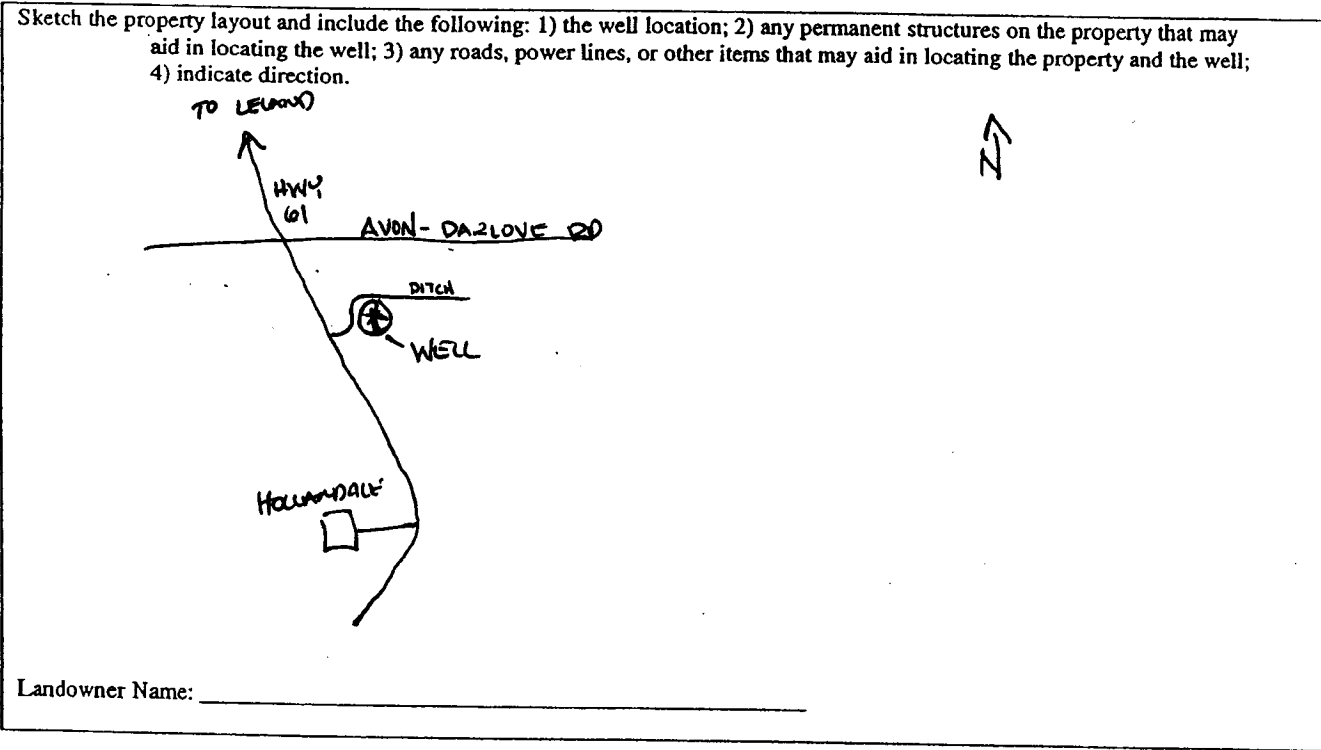 Sketch the property layout and include the following: 1) the well location; 2) any permanent structures on the property that may
aid in locating the well; 3) any roads, power lines, or other items that may aid in locating the property and the well;
4) indicate direction.
TO LELAND
N
HWY
61
AVON - DARLOVE RD
DITCH
WELL
HOLLANDALE
Landowner Name: